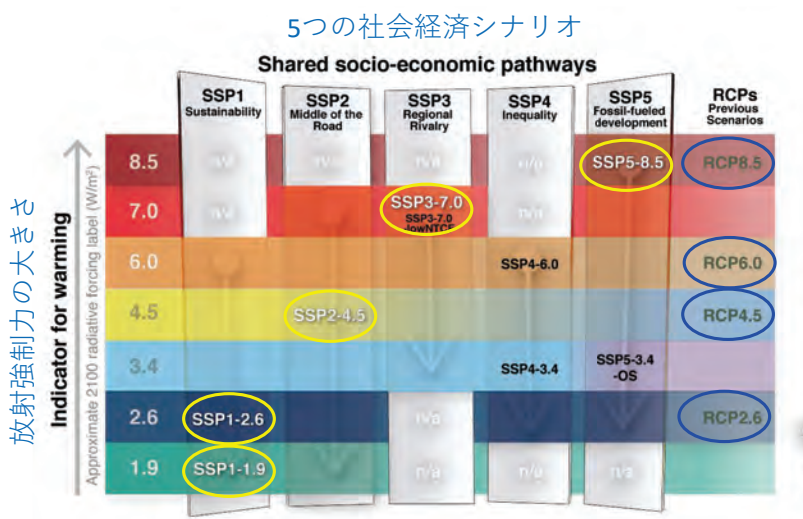 5つの社会経済シナリオ
Shared socio-economic pathways
SSP1
Sustainability
SSP2
Middle of the
Road
SSP3
Regional
Rivalry
SSP4
Inequality
SSP5
Fossil-fueled
development
RCPs
Previous
Scenarios
放射強制力の大きさ
Indicator for warming
Approximate 2100 radiative forcing label (W/m²)
8.5
n/a
n/a
n/a
n/a
SSP5-8.5
RCP8.5
7.0
n/a
SSP3-7.0
SSP3-7.0
-lowNTCF
n/a
6.0
SSP4-6.0
RCP6.0
4.5
SSP2-4.5
RCP4.5
3.4
SSP4-3.4
SSP5-3.4
-OS
2.6
SSP1-2.6
n/a
RCP2.6
1.9
SSP1-1.9
n/a
n/a
n/a